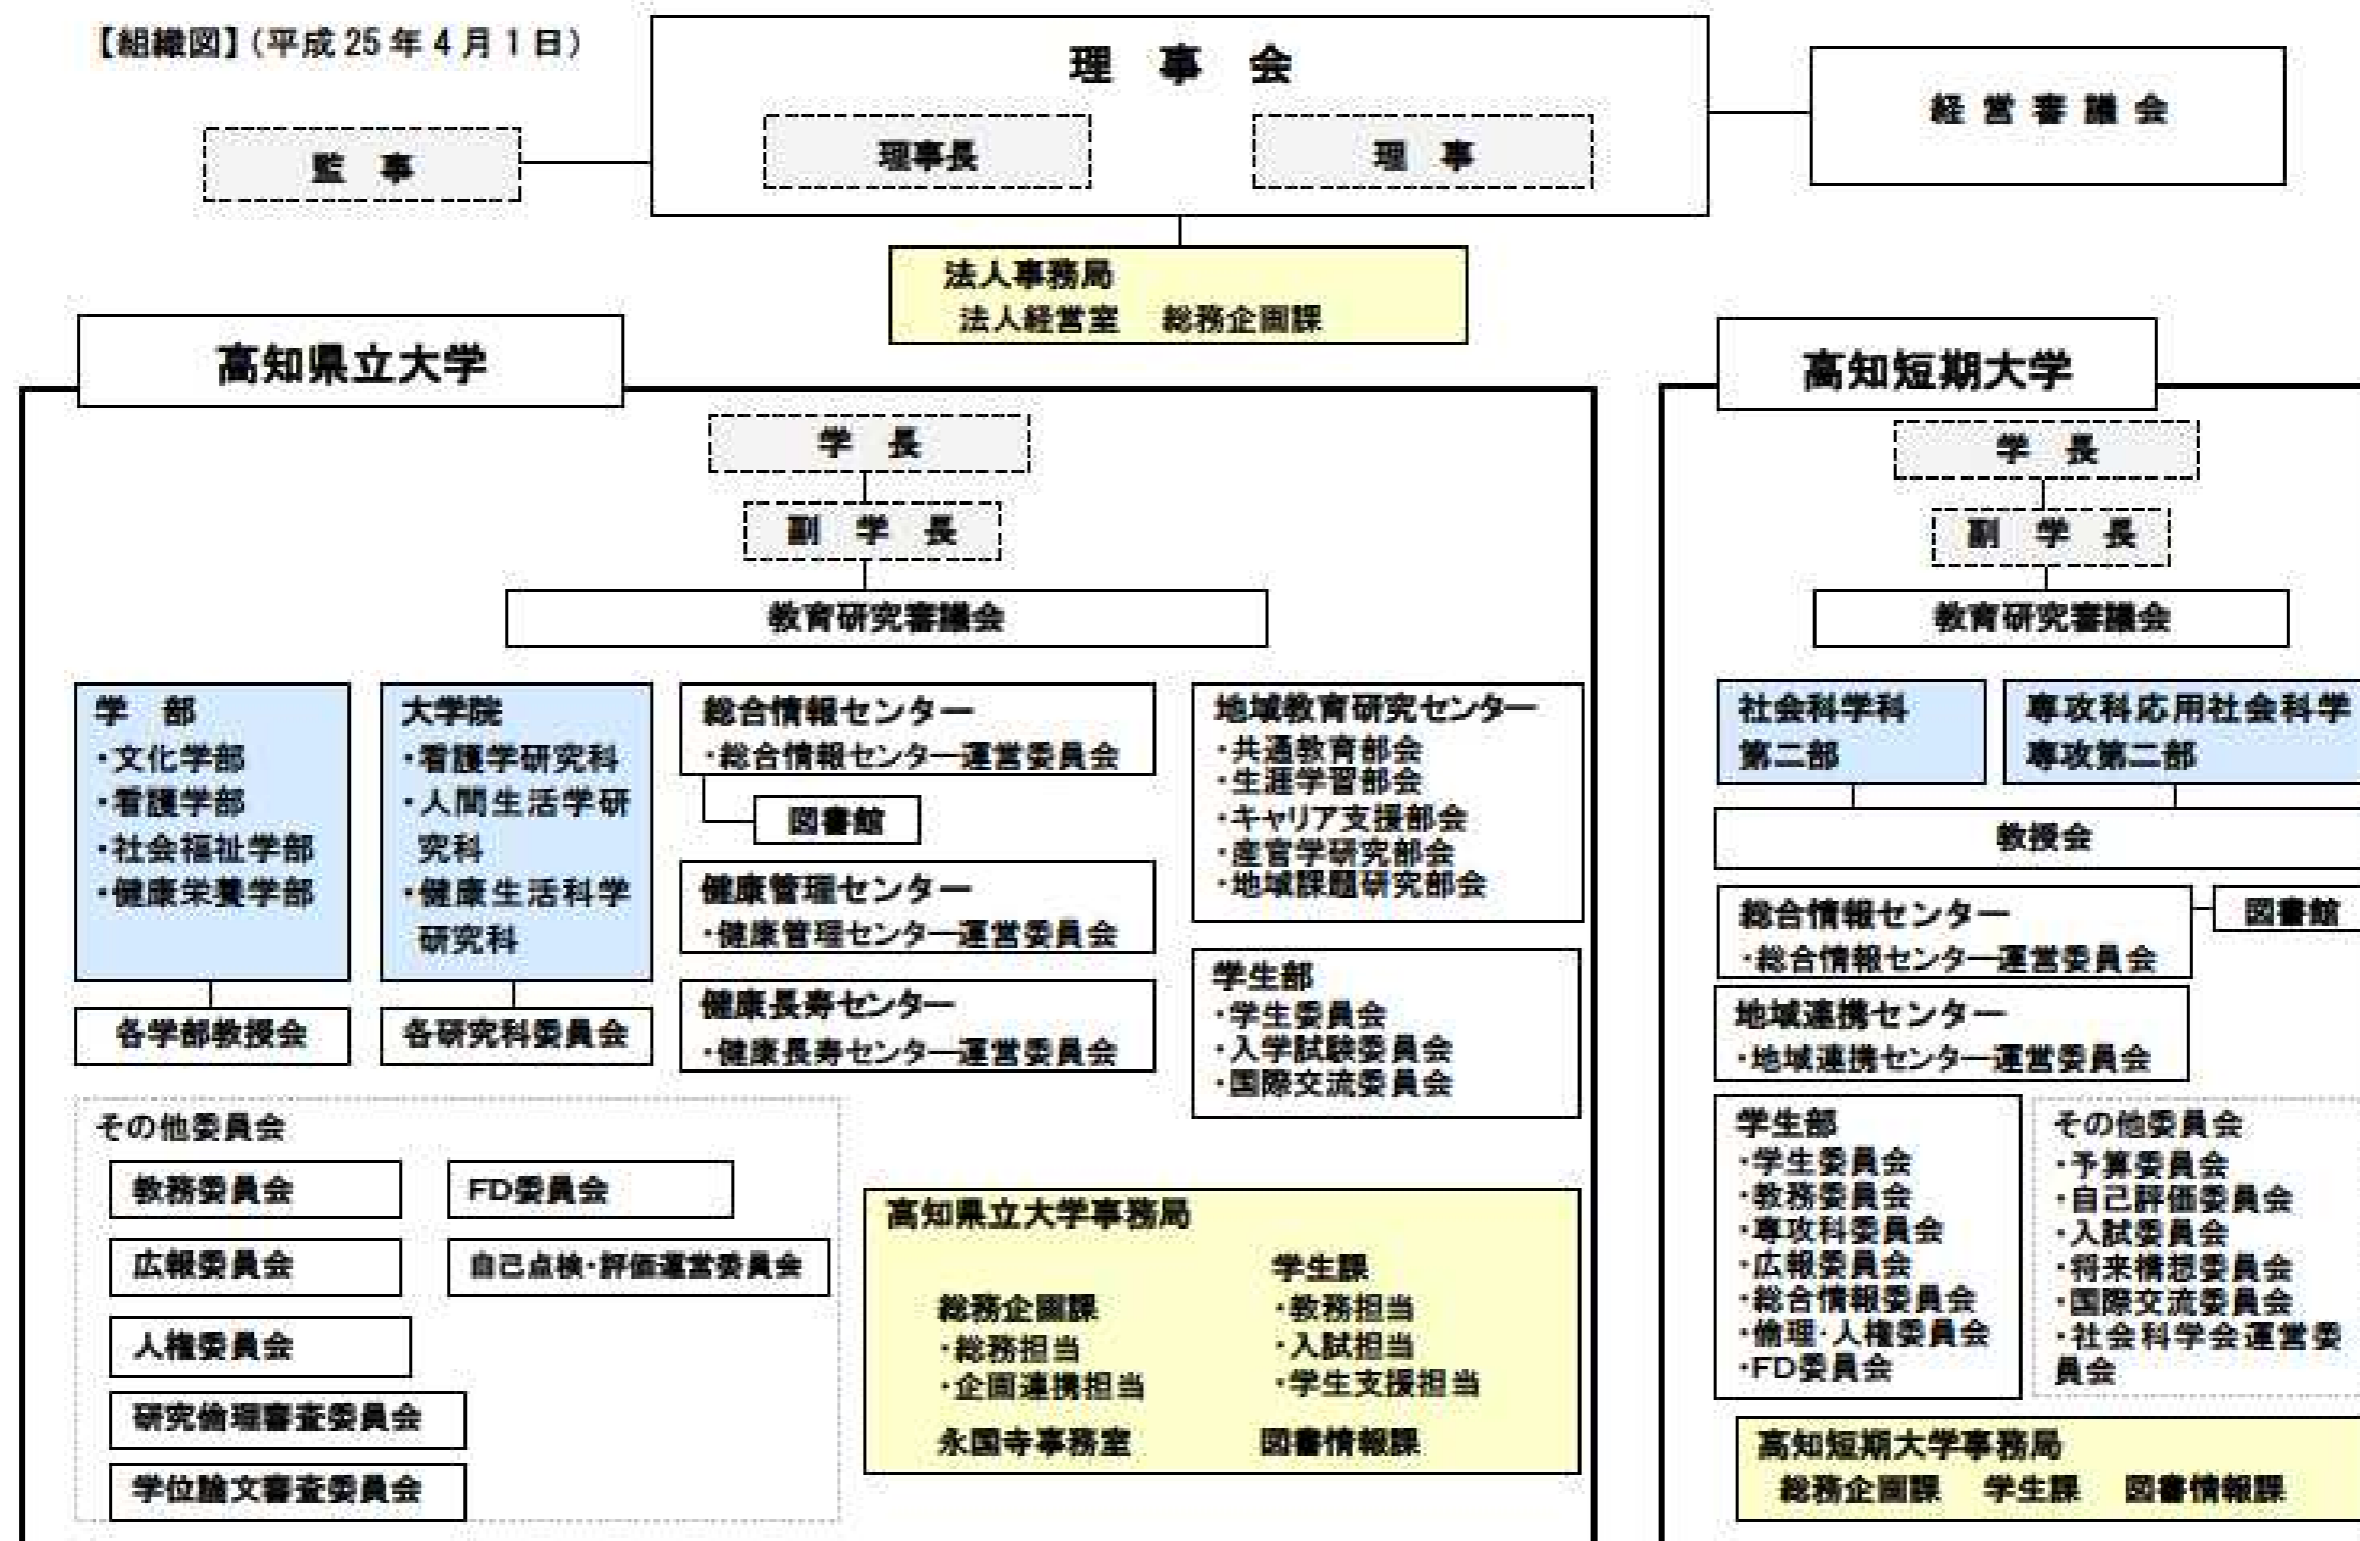 【組織図】(平成25年4月1日)
理 事 会
理事長
理 事
監 事
経 営 審 議 会
法人事務局
法人経営室 総務企画課
高知県立大学
学 長
副 学 長
教育研究審議会
学 部
・文化学部
・看護学部
・社会福祉学部
・健康栄養学部
各学部教授会
大学院
・看護学研究科
・人間生活学研
究科
・健康生活科学
研究科
各研究科委員会
総合情報センター
・総合情報センター運営委員会
図書館
健康管理センター
・健康管理センター運営委員会
健康長寿センター
・健康長寿センター運営委員会
地域教育研究センター
・共通教育部会
・生涯学習部会
・キャリア支援部会
・産官学研究部会
・地域課題研究部会
学生部
・学生委員会
・入学試験委員会
・国際交流委員会
その他委員会
教務委員会
FD委員会
広報委員会
自己点検・評価運営委員会
人権委員会
研究倫理審査委員会
学位論文審査委員会
高知県立大学事務局
総務企画課
・総務担当
・企画連携担当
永国寺事務室
学生課
・教務担当
・入試担当
・学生支援担当
図書情報課
高知短期大学
学 長
副 学 長
教育研究審議会
社会科学科
第二部
専攻科応用社会科学
専攻第二部
教授会
総合情報センター
・総合情報センター運営委員会
図書館
地域連携センター
・地域連携センター運営委員会
学生部
・学生委員会
・教務委員会
・専攻科委員会
・広報委員会
・総合情報委員会
・倫理・人権委員会
・FD委員会
その他委員会
・予算委員会
・自己評価委員会
・入試委員会
・将来構想委員会
・国際交流委員会
・社会科学会運営委
員会
高知短期大学事務局
総務企画課 学生課 図書情報課